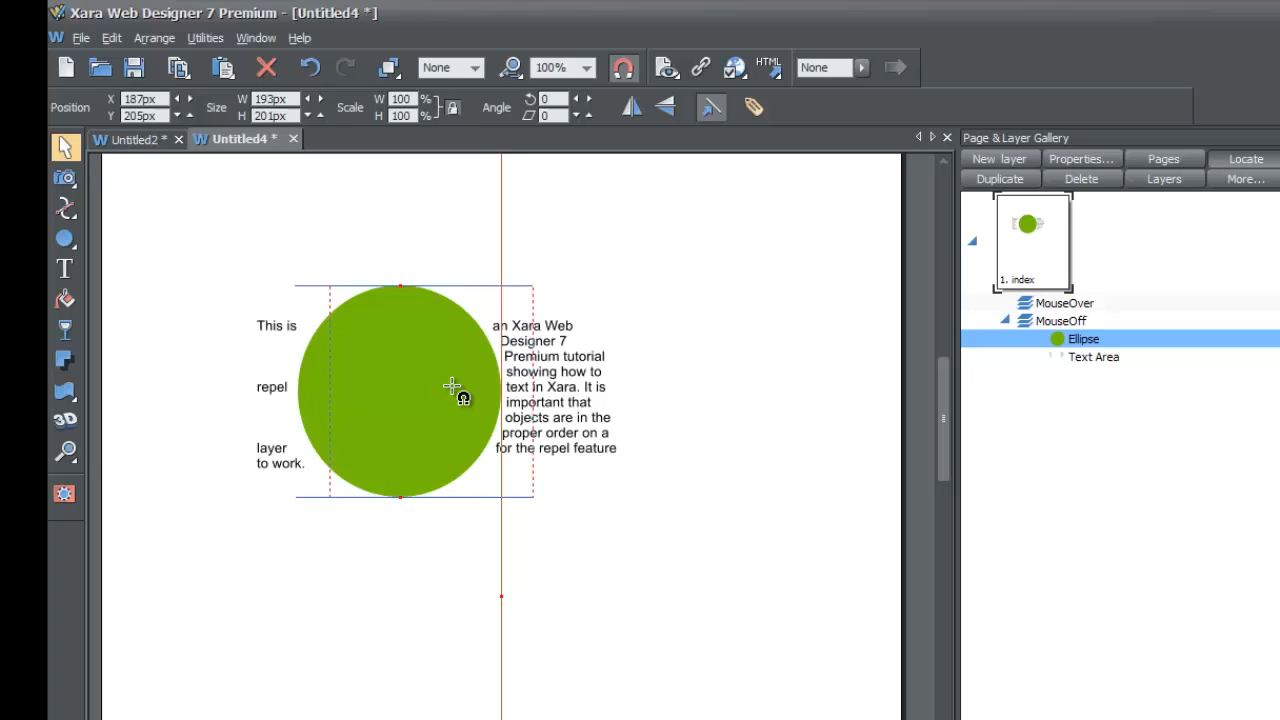 Xara Web Designer 7 Premium - [Untitled4 *]
File Edit Arrange Utilities Window Help
None 100% HTML None
Position X 187px Size W 193px Scale W 100 % Angle 0
Y 205px H 201px H 100 % 0
Untitled2 * Untitled4 *
Page & Layer Gallery
New layer Properties... Pages Locate
Duplicate Delete Layers More...
1. index
MouseOver
MouseOff
Ellipse
Text Area
T
3D
This is an Xara Web
Designer 7
Premium tutorial
showing how to
repel text in Xara. It is
important that
objects are in the
proper order on a
layer for the repel feature
to work.